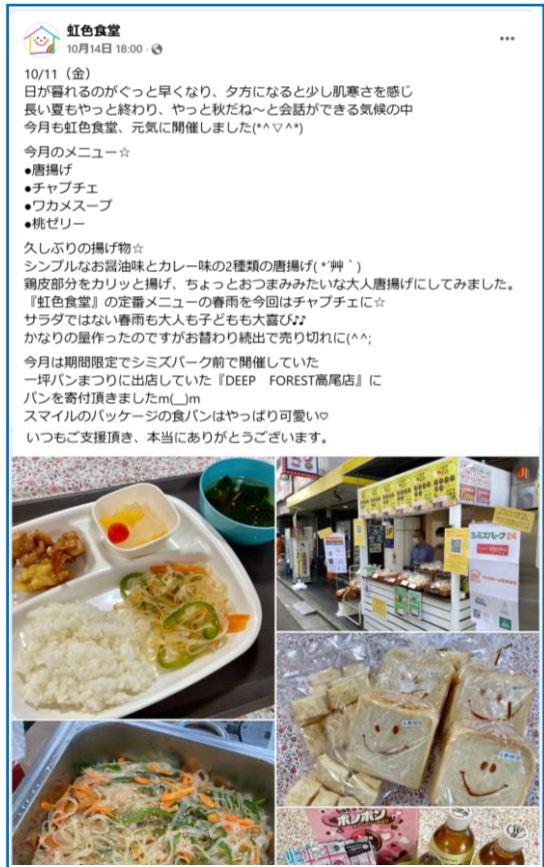 虹色食堂
10月14日 18:00 ·
10/11（金）
日が暮れるのがぐっと早くなり、夕方になると少し肌寒さを感じ
長い夏もやっと終わり、やっと秋だね～と会話ができる気候の中
今月も虹色食堂、元気に開催しました(*^▽^*)
今月のメニュー☆
●唐揚げ
●チャプチェ
●ワカメスープ
●桃ゼリー
久しぶりの揚げ物☆
シンプルなお醤油味とカレー味の2種類の唐揚げ(*´艸｀)
鶏皮部分をカリッと揚げ、ちょっとおつまみみたいな大人唐揚げにしてみました。
『虹色食堂』の定番メニューの春雨を今回はチャプチェに☆
サラダではない春雨も大人も子どもも大喜び♪♪
かなりの量作ったのですがお替わり続出で売り切れに(^^;
今月は期間限定でシミズパーク前で開催していた
一坪パンまつりに出店していた『DEEP　FOREST高尾店』に
パンを寄付頂きましたm(__)m
スマイルのパッケージの食パンはやっぱり可愛い♡
いつもご支援頂き、本当にありがとうございます。
シミズパーク24
ポノポン